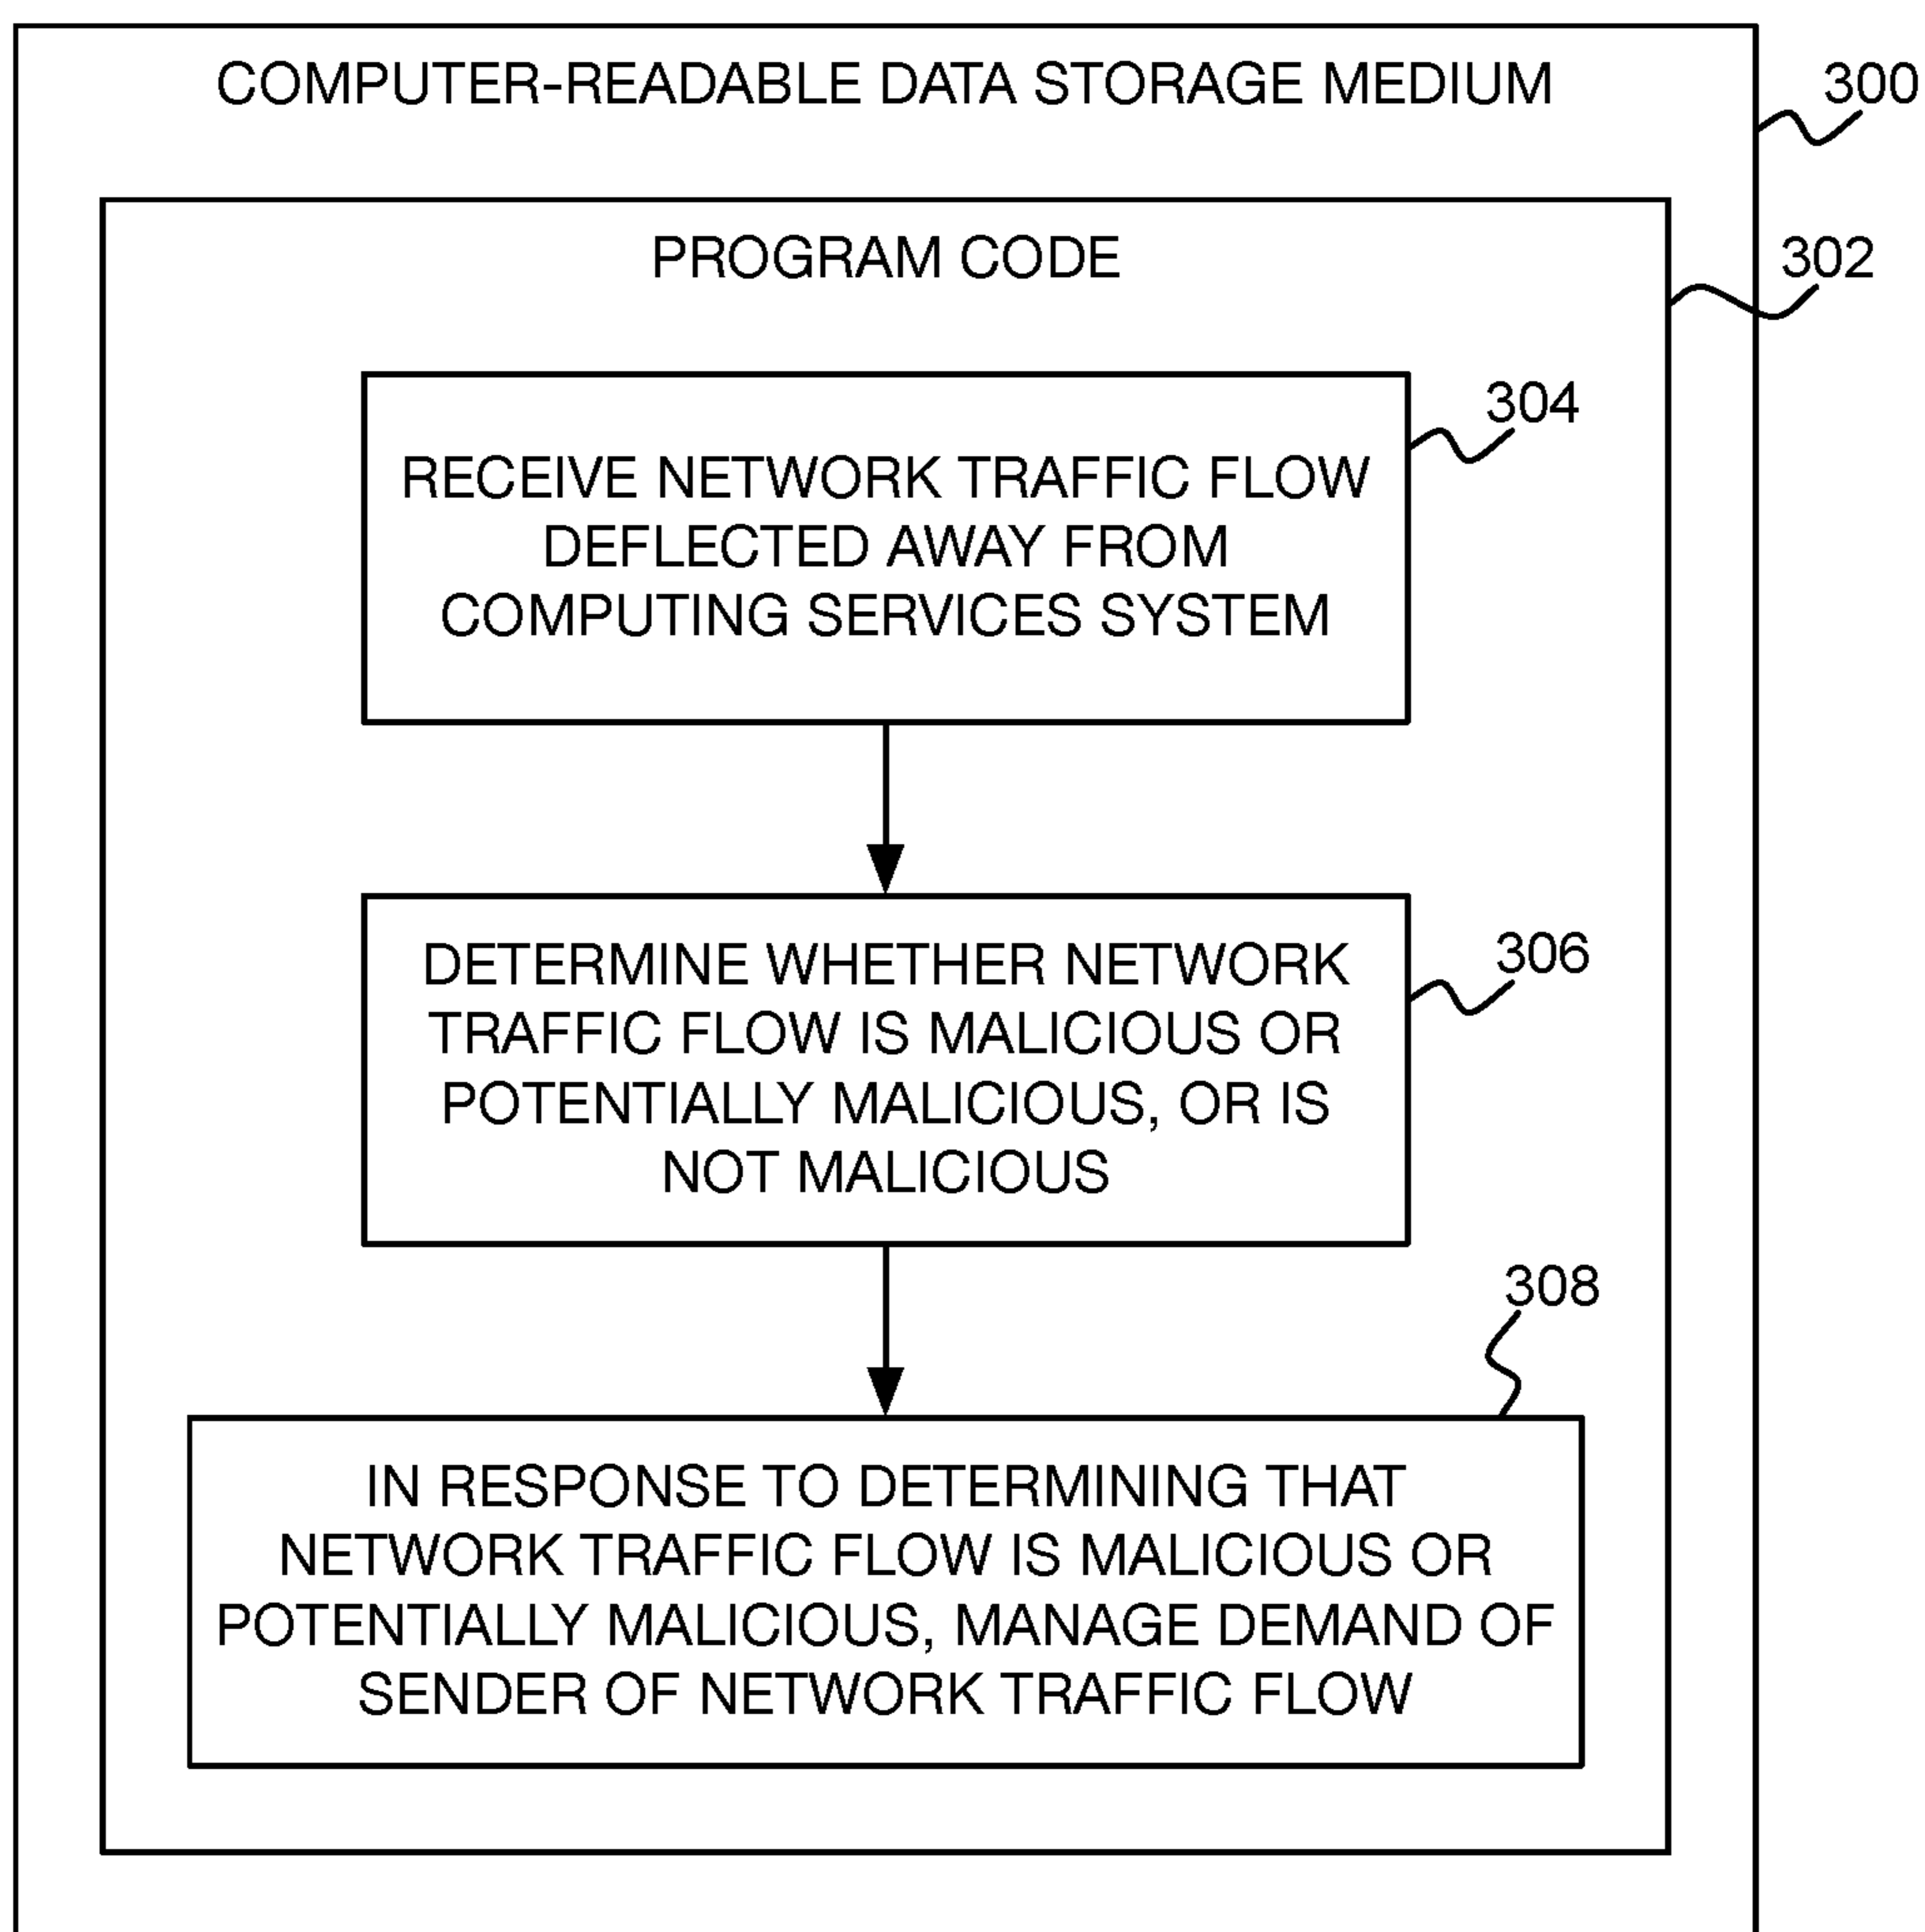 COMPUTER-READABLE DATA STORAGE MEDIUM
300
PROGRAM CODE
302
304
RECEIVE NETWORK TRAFFIC FLOW
DEFLECTED AWAY FROM
COMPUTING SERVICES SYSTEM
306
DETERMINE WHETHER NETWORK
TRAFFIC FLOW IS MALICIOUS OR
POTENTIALLY MALICIOUS, OR IS
NOT MALICIOUS
308
IN RESPONSE TO DETERMINING THAT
NETWORK TRAFFIC FLOW IS MALICIOUS OR
POTENTIALLY MALICIOUS, MANAGE DEMAND OF
SENDER OF NETWORK TRAFFIC FLOW